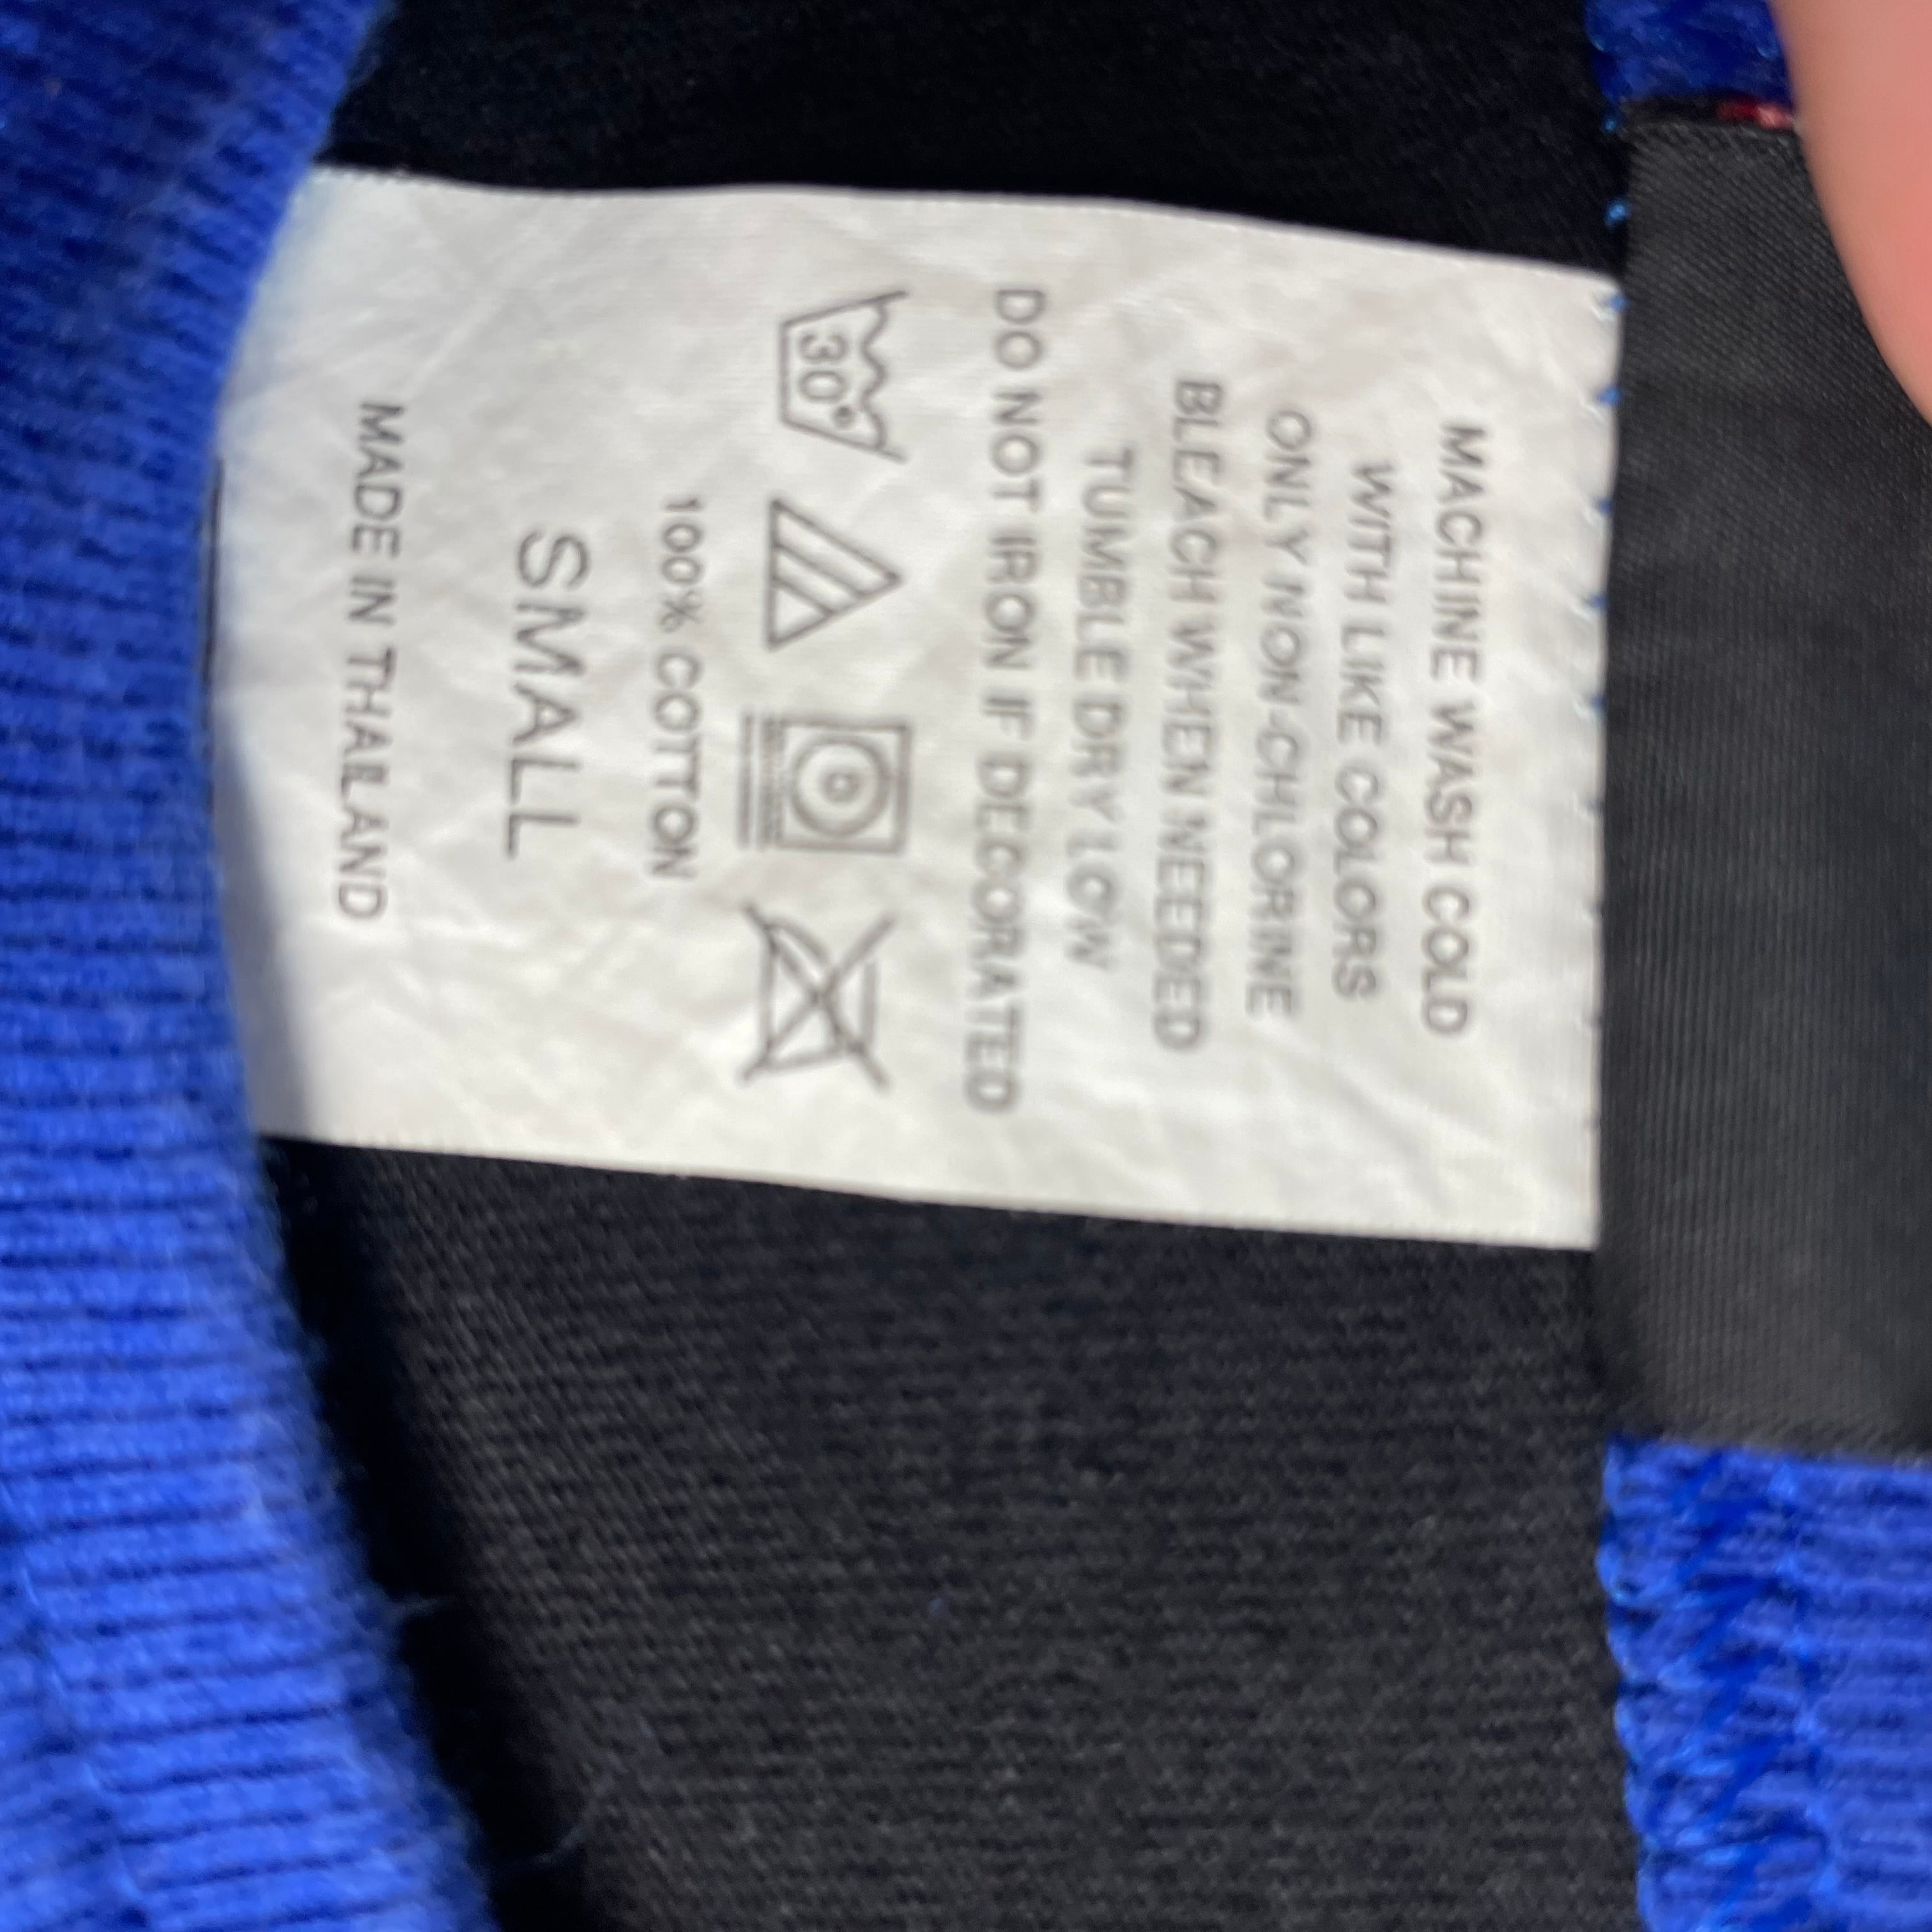 MACHINE WASH COLD
WITH LIKE COLORS
ONLY NON-CHLORINE
BLEACH WHEN NEEDED
TUMBLE DRY LOW
DO NOT IRON IF DECORATED
30°
100% COTTON
SMALL
MADE IN THAILAND